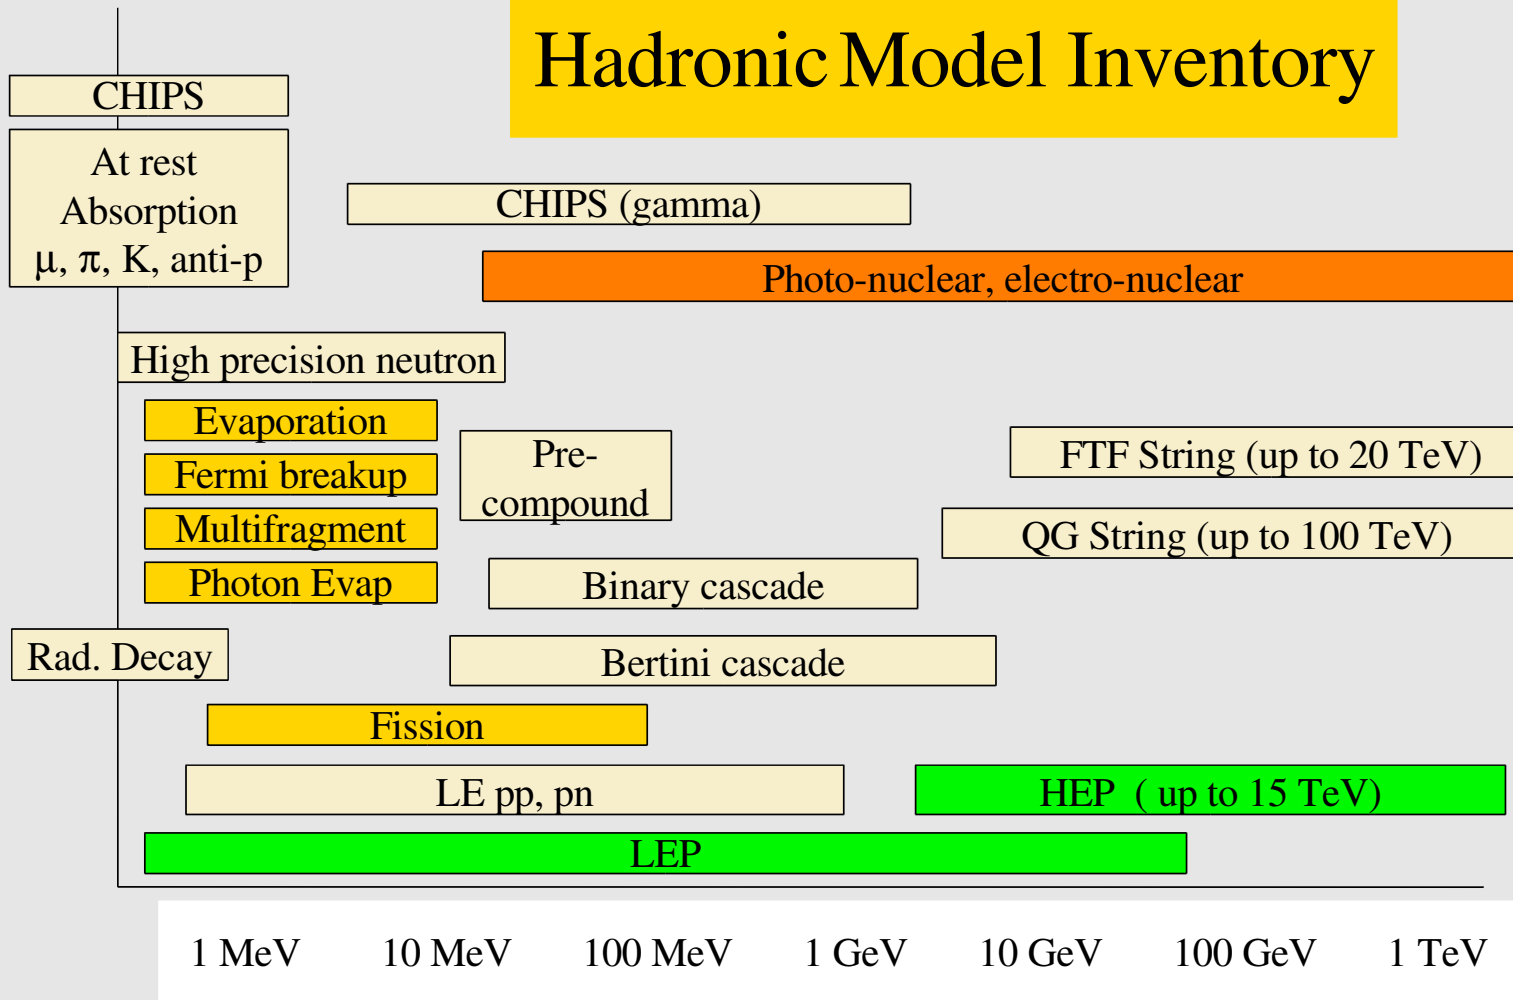 Hadronic Model Inventory
CHIPS
At rest
Absorption
μ, π, K, anti-p
CHIPS (gamma)
Photo-nuclear, electro-nuclear
High precision neutron
Evaporation
Fermi breakup
Multifragment
Photon Evap
Pre-
compound
FTF String (up to 20 TeV)
QG String (up to 100 TeV)
Binary cascade
Rad. Decay
Bertini cascade
Fission
LE pp, pn
HEP ( up to 15 TeV)
LEP
1 MeV 10 MeV 100 MeV 1 GeV 10 GeV 100 GeV 1 TeV